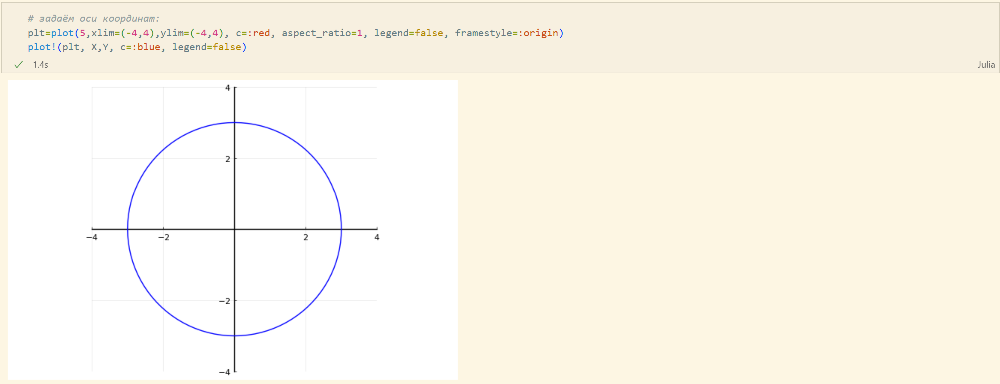 # задаём оси координат:
plt=plot(5,xlim=(-4,4),ylim=(-4,4), c=:red, aspect_ratio=1, legend=false, framestyle=:origin)
plot!(plt, X,Y, c=:blue, legend=false)
1.4s
Julia
4
2
−4
−2
2
4
−2
−4